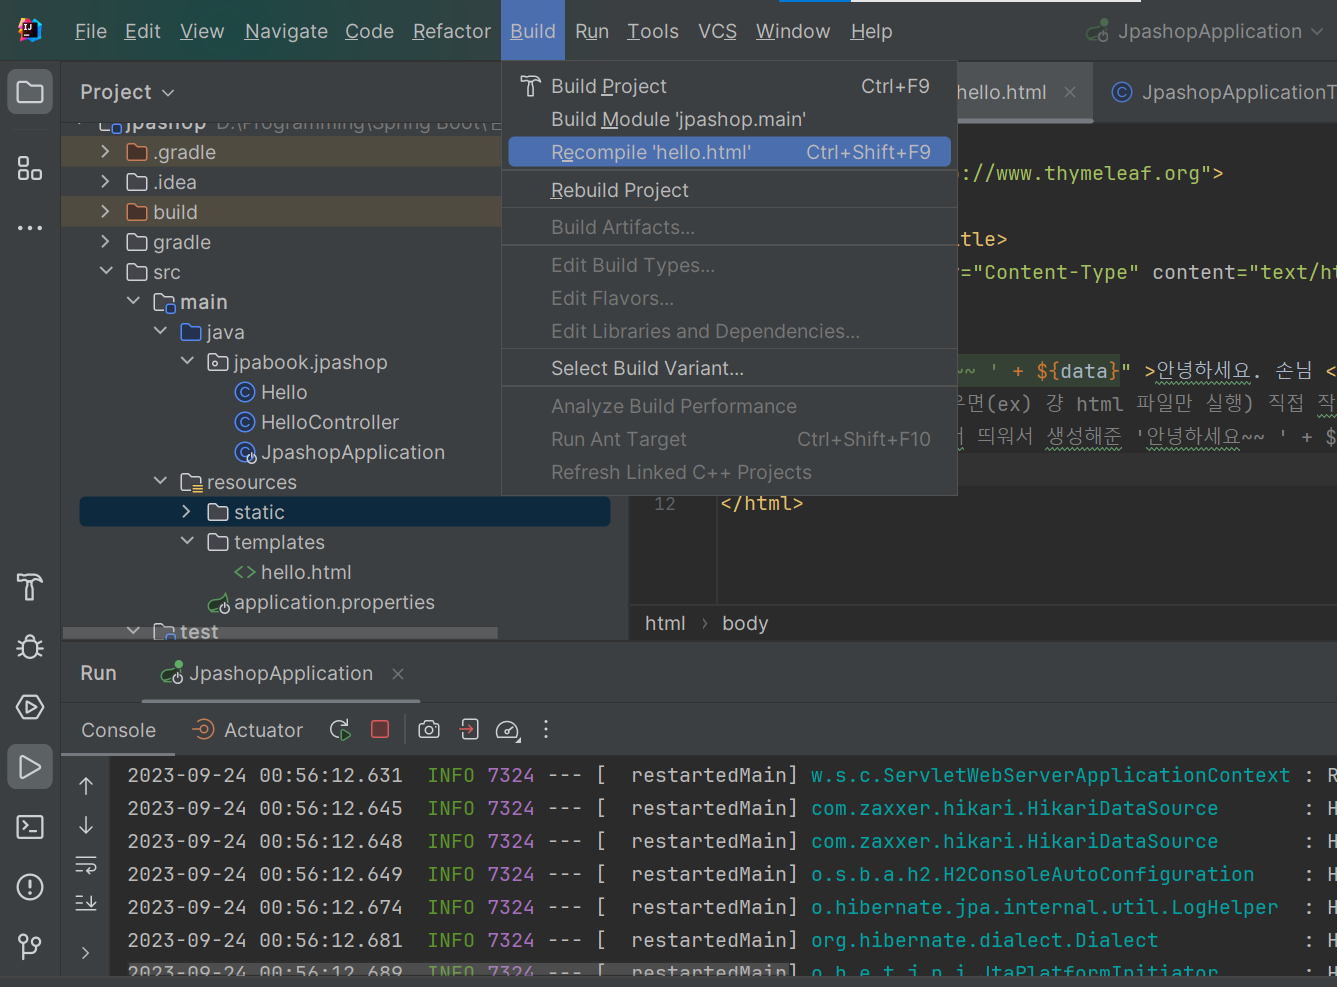 File Edit View Navigate Code Refactor Build Run Tools VCS Window Help JpashopApplication
Project
jpashop D:\Programming\Spring Boot\
.gradle
.idea
build
gradle
src
main
java
jpabook.jpashop
Hello
HelloController
JpashopApplication
resources
static
templates
hello.html
application.properties
test
Build Project Ctrl+F9
Build Module 'jpashop.main'
Recompile 'hello.html' Ctrl+Shift+F9
Rebuild Project
Build Artifacts...
Edit Build Types...
Edit Flavors...
Edit Libraries and Dependencies...
Select Build Variant...
Analyze Build Performance
Run Ant Target Ctrl+Shift+F10
Refresh Linked C++ Projects
hello.html JpashopApplicationT
://www.thymeleaf.org">
tle>
="Content-Type" content="text/ht
~~ ' + ${data}" >안녕하세요. 손님 <
우면(ex) 걍 html 파일만 실행) 직접 작
띄워서 생성해준 '안녕하세요~~ ' + $
12 </html>
html › body
Run JpashopApplication
Console Actuator
2023-09-24 00:56:12.631 INFO 7324 --- [ restartedMain] w.s.c.ServletWebServerApplicationContext : R
2023-09-24 00:56:12.645 INFO 7324 --- [ restartedMain] com.zaxxer.hikari.HikariDataSource : H
2023-09-24 00:56:12.648 INFO 7324 --- [ restartedMain] com.zaxxer.hikari.HikariDataSource : H
2023-09-24 00:56:12.649 INFO 7324 --- [ restartedMain] o.s.b.a.h2.H2ConsoleAutoConfiguration : H
2023-09-24 00:56:12.674 INFO 7324 --- [ restartedMain] o.hibernate.jpa.internal.util.LogHelper : H
2023-09-24 00:56:12.681 INFO 7324 --- [ restartedMain] org.hibernate.dialect.Dialect : H
2023-09-24 00:56:12.689 INFO 7324 --- [ restartedMain] o.h.e.t.j.p.i.JtaPlatformInitiator : H